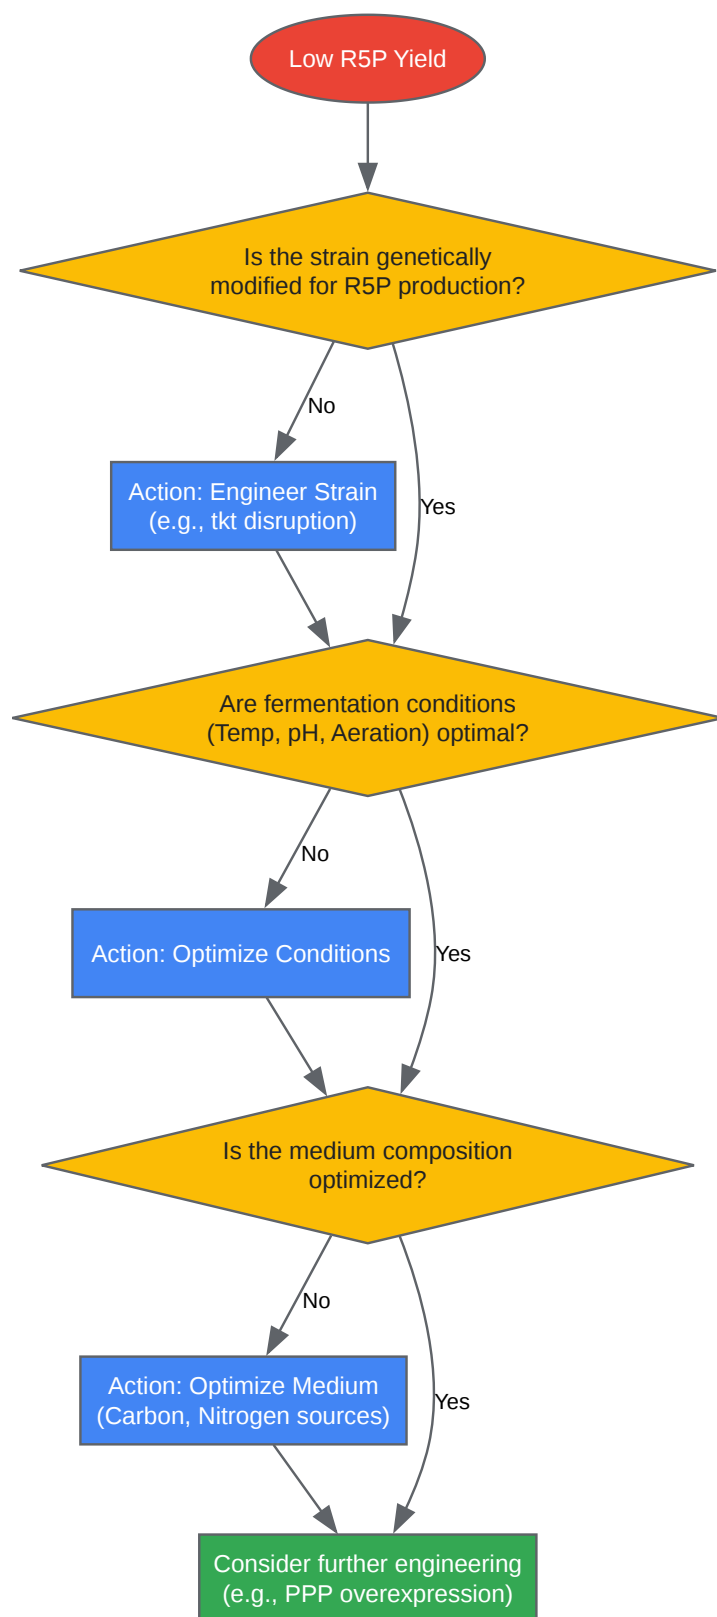 Low R5P Yield
Is the strain genetically
modified for R5P production?
No
Action: Engineer Strain
(e.g., tkt disruption)
Yes
Are fermentation conditions
(Temp, pH, Aeration) optimal?
No
Action: Optimize Conditions
Yes
Is the medium composition
optimized?
No
Action: Optimize Medium
(Carbon, Nitrogen sources)
Yes
Consider further engineering
(e.g., PPP overexpression)